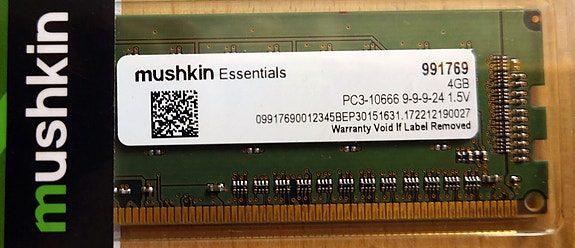 mushkin
mushkin Essentials
991769
4GB
PC3-10666 9-9-9-24 1.5V
09917690012345BEP30151631.172212190027
Warranty Void If Label Removed